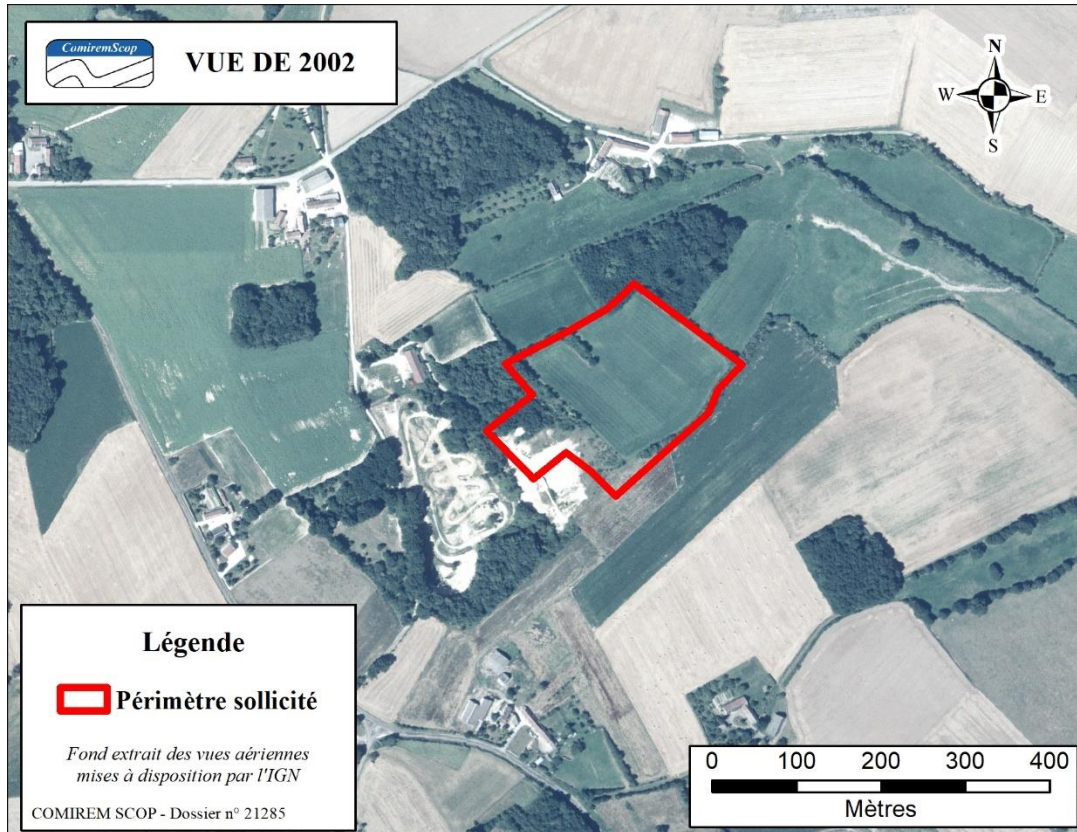 ComiremScop
VUE DE 2002
N
W E
S
Légende
Périmètre sollicité
Fond extrait des vues aériennes
mises à disposition par l'IGN
COMIREM SCOP - Dossier n° 21285
0 100 200 300 400
Mètres